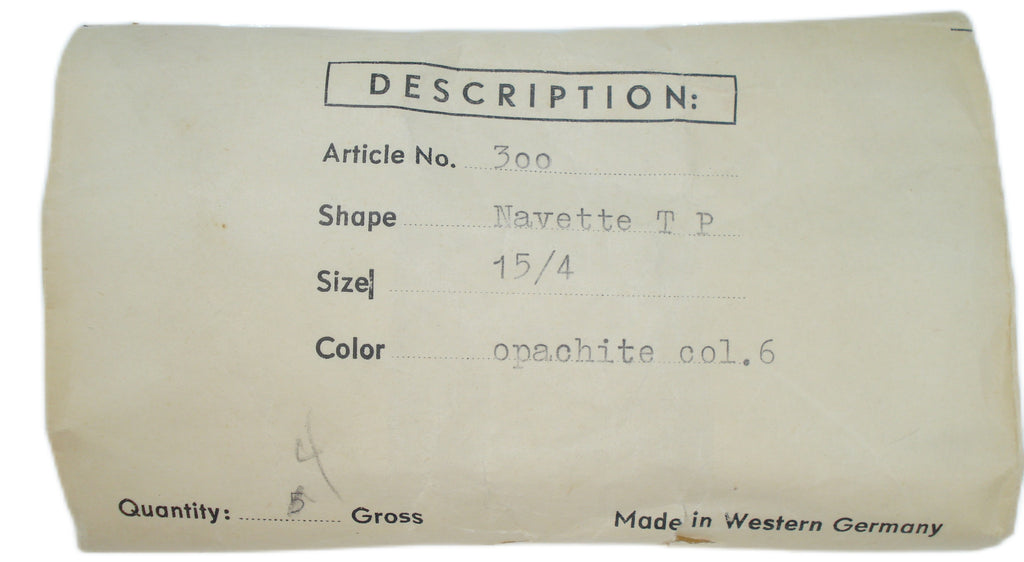 DESCRIPTION:
Article No. 300
Shape Navette T P
Size 15/4
Color opachite col.6
4
Quantity: 5 Gross
Made in Western Germany